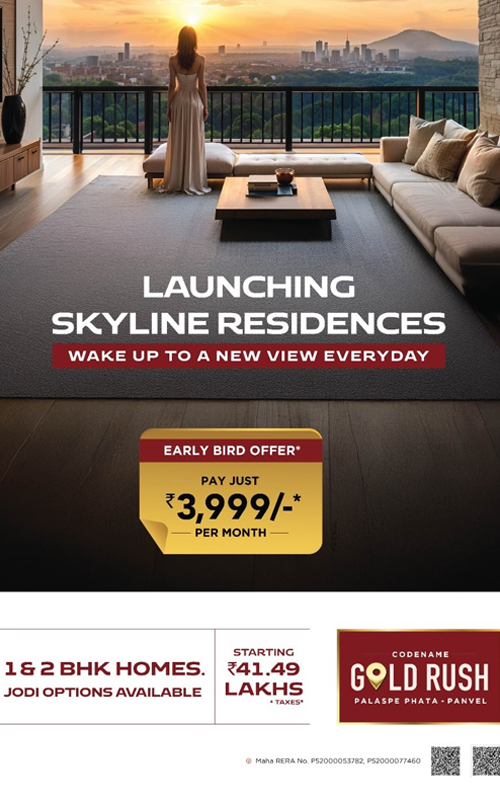 LAUNCHING
SKYLINE RESIDENCES
WAKE UP TO A NEW VIEW EVERYDAY
EARLY BIRD OFFER*
PAY JUST
₹3,999/-*
PER MONTH
1 & 2 BHK HOMES.
JODI OPTIONS AVAILABLE
STARTING
₹41.49
LAKHS
+ TAXES*
CODENAME
GOLD RUSH
PALASPE PHATA - PANVEL
Maha RERA No. P52000053782, P52000077460